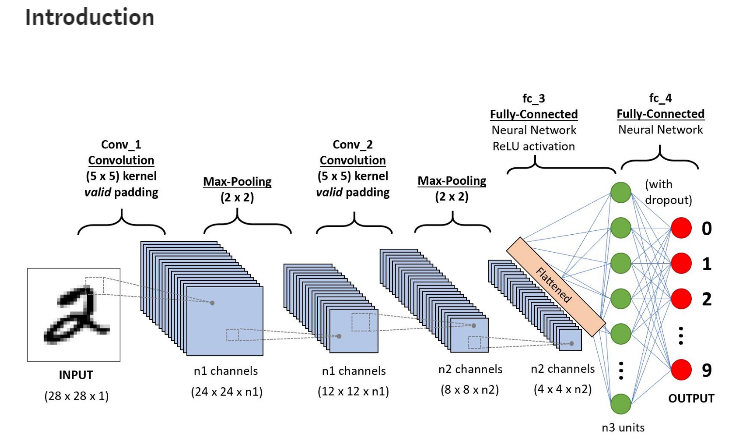 Introduction
fc_3
Fully-Connected
Neural Network
ReLU activation
fc_4
Fully-Connected
Neural Network
Conv_1
Convolution
(5 x 5) kernel
valid padding
Max-Pooling
(2 x 2)
Conv_2
Convolution
(5 x 5) kernel
valid padding
Max-Pooling
(2 x 2)
(with
dropout)
0
1
2
9
Flattened
INPUT
(28 x 28 x 1)
n1 channels
(24 x 24 x n1)
n1 channels
(12 x 12 x n1)
n2 channels
(8 x 8 x n2)
n2 channels
(4 x 4 x n2)
OUTPUT
n3 units
2